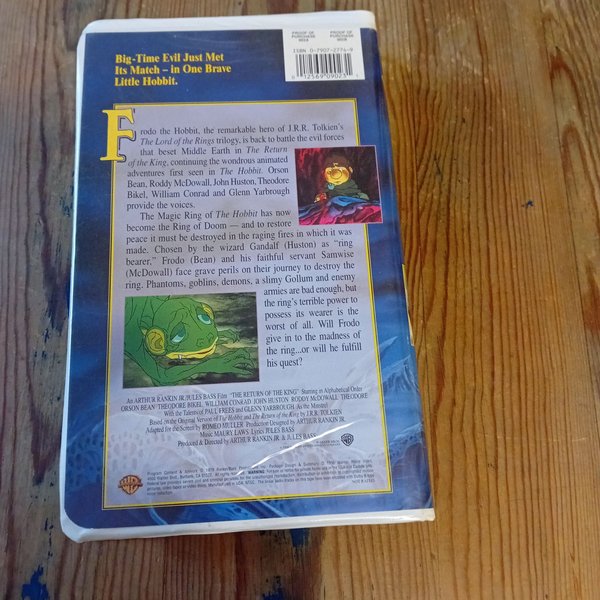 PROOF OF
PURCHASE
PROOF OF
PURCHASE
ISBN 0-7907-2774-9
Big-Time Evil Just Met
Its Match – in One Brave
Little Hobbit.
Frodo the Hobbit, the remarkable hero of J.R.R. Tolkien's
The Lord of the Rings trilogy, is back to battle the evil forces
that beset Middle Earth in The Return
of the King, continuing the wondrous animated
adventures first seen in The Hobbit. Orson
Bean, Roddy McDowall, John Huston, Theodore
Bikel, William Conrad and Glenn Yarbrough
provide the voices.
The Magic Ring of The Hobbit has now
become the Ring of Doom — and to restore
peace it must be destroyed in the raging fires in which it was
made. Chosen by the wizard Gandalf (Huston) as "ring
bearer," Frodo (Bean) and his faithful servant Samwise
(McDowall) face grave perils on their journey to destroy the
ring. Phantoms, goblins, demons, a slimy Gollum and enemy
armies are bad enough, but
the ring's terrible power to
possess its wearer is the
worst of all. Will Frodo
give in to the madness of
the ring...or will he fulfill
his quest?
An ARTHUR RANKIN JR./JULES BASS Film "THE RETURN OF THE KING" Starring in Alphabetical Order
ORSON BEAN THEODORE BIKEL WILLIAM CONRAD JOHN HUSTON RODDY McDOWALL THEODORE
With the Talents of PAUL FREES and GLENN YARBROUGH As the Minstrel
Based on the Original Version of The Hobbit and The Return of the King by J.R.R. TOLKIEN
Adapted for the Screen by ROMEO MULLER Production Designed by ARTHUR RANKIN JR.
Music MAURY LAWS Lyrics JULES BASS
Produced & Directed by ARTHUR RANKIN JR. & JULES BASS